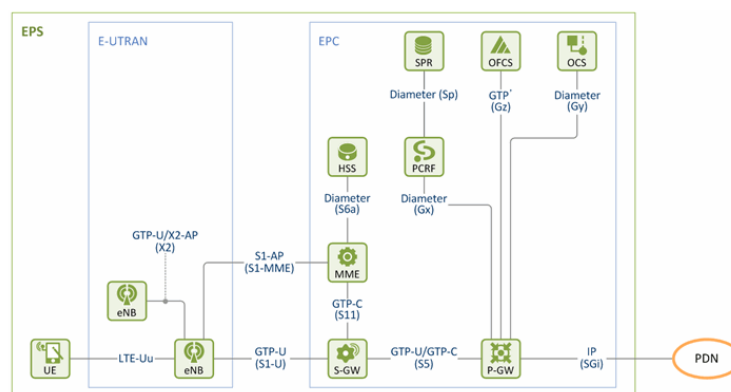 EPS
E-UTRAN
EPC
SPR
OFCS
OCS
Diameter (Sp)
GTP'
(Gz)
Diameter
(Gy)
HSS
PCRF
Diameter
(S6a)
Diameter
(Gx)
GTP-U/X2-AP
(X2)
S1-AP
(S1-MME)
MME
eNB
GTP-C
(S11)
UE
LTE-Uu
eNB
GTP-U
(S1-U)
S-GW
GTP-U/GTP-C
(S5)
P-GW
IP
(SGi)
PDN